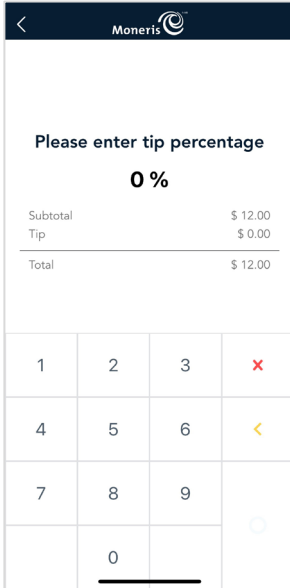 Moneris
Please enter tip percentage
0 %
Subtotal $ 12.00
Tip $ 0.00
Total $ 12.00
1 2 3
4 5 6
7 8 9
0